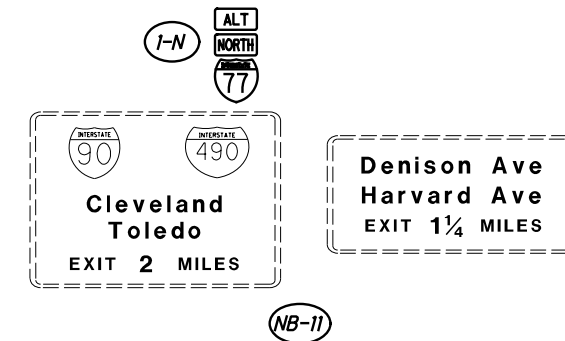 ALT
1-N
NORTH
77
INTERSTATE
90
INTERSTATE
490
Cleveland
Toledo
EXIT 2 MILES
Denison Ave
Harvard Ave
EXIT 1¼ MILES
NB-11